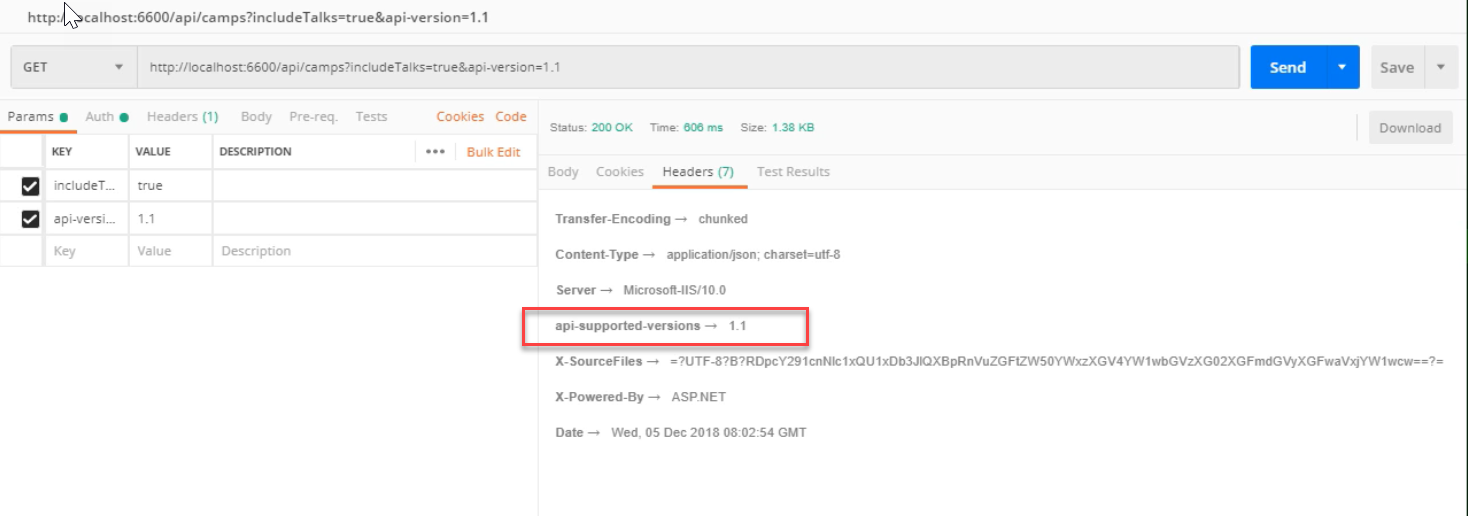 http://localhost:6600/api/camps?includeTalks=true&api-version=1.1
GET http://localhost:6600/api/camps?includeTalks=true&api-version=1.1 Send Save
Params Auth Headers (1) Body Pre-req. Tests Cookies Code
Status: 200 OK Time: 606 ms Size: 1.38 KB Download
KEY VALUE DESCRIPTION ••• Bulk Edit
includeT... true
api-versi... 1.1
Key Value Description
Body Cookies Headers (7) Test Results
Transfer-Encoding → chunked
Content-Type → application/json; charset=utf-8
Server → Microsoft-IIS/10.0
api-supported-versions → 1.1
X-SourceFiles →
X-Powered-By → ASP.NET
Date → Wed, 05 Dec 2018 08:02:54 GMT